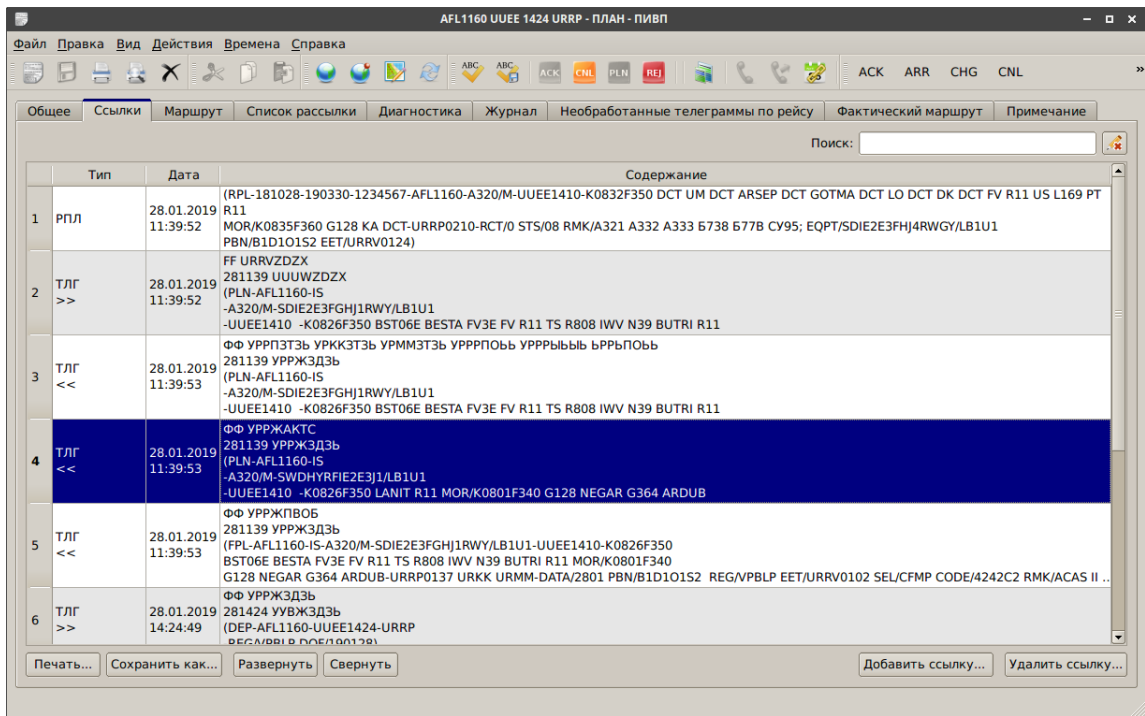 AFL1160 UUEE 1424 URRP - ПЛАН - ПИВП
Файл Правка Вид Действия Времена Справка
ABC ABC ACK CNL PLN REJ ACK ARR CHG CNL »
Общее Ссылки Маршрут Список рассылки Диагностика Журнал Необработанные телеграммы по рейсу Фактический маршрут Примечание
Поиск:
Тип Дата Содержание
1 РПЛ 28.01.2019 11:39:52
(RPL-181028-190330-1234567-AFL1160-A320/M-UUEE1410-K0832F350 DCT UM DCT ARSEP DCT GOTMA DCT LO DCT DK DCT FV R11 US L169 PT
R11
MOR/K0835F360 G128 KA DCT-URRP0210-RCT/0 STS/08 RMK/A321 A332 A333 Б738 Б77В СУ95; EQPT/SDIE2E3FHJ4RWGY/LB1U1
PBN/B1D1O1S2 EET/URRV0124)
2 ТЛГ >> 28.01.2019 11:39:52
FF URRVZDZX
281139 UUUWZDZX
(PLN-AFL1160-IS
-A320/M-SDIE2E3FGHJ1RWY/LB1U1
-UUEE1410 -K0826F350 BST06E BESTA FV3E FV R11 TS R808 IWV N39 BUTRI R11
3 ТЛГ << 28.01.2019 11:39:53
ФФ УРРПЗТЗЬ УРККЗТЗЬ УРММЗТЗЬ УРРРПОЬЬ УРРРЫЬЫЬ ЬРРЬПОЬЬ
281139 УРРЖЗДЗЬ
(PLN-AFL1160-IS
-A320/M-SDIE2E3FGHJ1RWY/LB1U1
-UUEE1410 -K0826F350 BST06E BESTA FV3E FV R11 TS R808 IWV N39 BUTRI R11
4 ТЛГ << 28.01.2019 11:39:53
ФФ УРРЖАКТС
281139 УРРЖЗДЗЬ
(PLN-AFL1160-IS
-A320/M-SWDHYRFIE2E3J1/LB1U1
-UUEE1410 -K0826F350 LANIT R11 MOR/K0801F340 G128 NEGAR G364 ARDUB
5 ТЛГ << 28.01.2019 11:39:53
ФФ УРРЖПВОБ
281139 УРРЖЗДЗЬ
(FPL-AFL1160-IS-A320/M-SDIE2E3FGHJ1RWY/LB1U1-UUEE1410-K0826F350
BST06E BESTA FV3E FV R11 TS R808 IWV N39 BUTRI R11 MOR/K0801F340
G128 NEGAR G364 ARDUB-URRP0137 URKK URMM-DATA/2801 PBN/B1D1O1S2 REG/VPBLP EET/URRV0102 SEL/CFMP CODE/4242C2 RMK/ACAS II ..
6 ТЛГ >> 28.01.2019 14:24:49
ФФ УРРЖЗДЗЬ
281424 УУВЖЗДЗЬ
(DEP-AFL1160-UUEE1424-URRP
-REG/VPBLP DOF/190128)
Печать... Сохранить как... Развернуть Свернуть Добавить ссылку... Удалить ссылку...